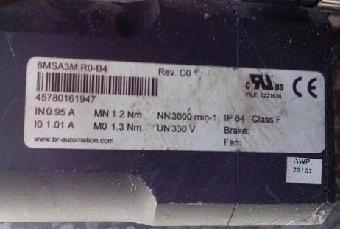 8MSA3M.R0-B4 Rev. C0
45780161947
IN 0.95 A MN 1.2 Nm NN 3000 min-1 IP 64 Class F
I0 1.01 A M0 1.3 Nm UN 330 V Brake:
Fan:
www.br-automation.com